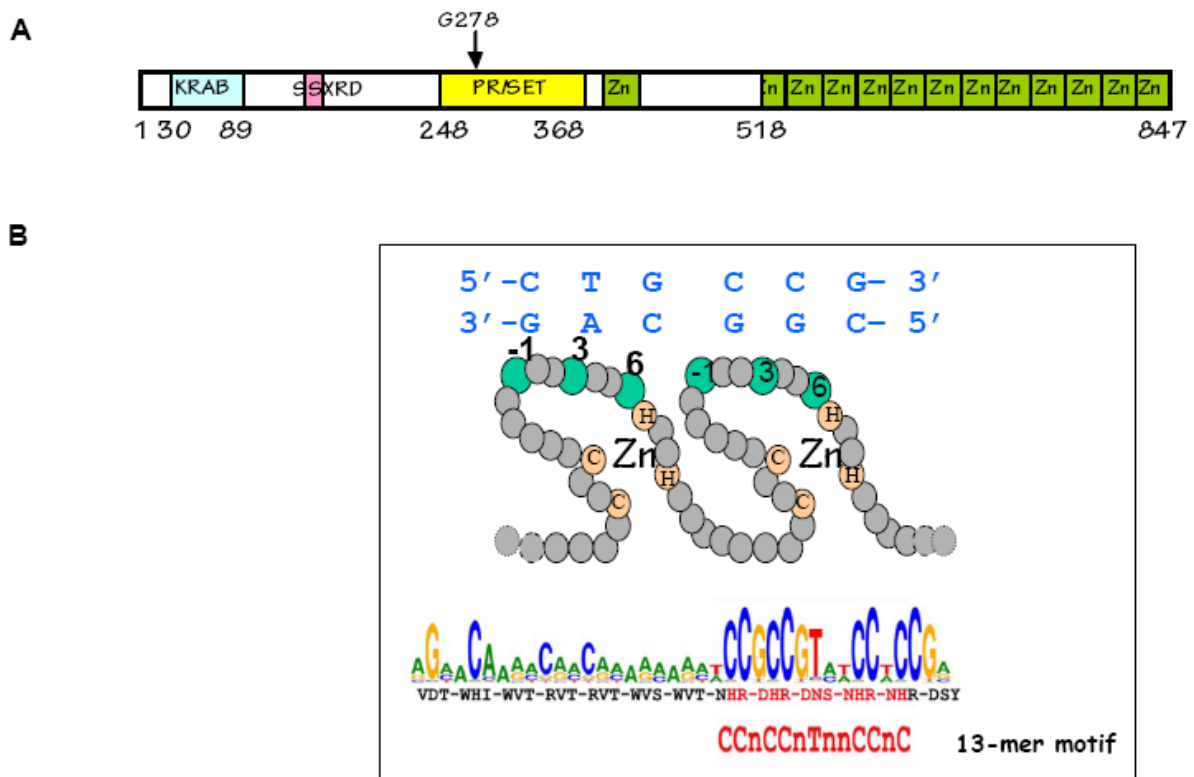 A
G278
KRAB SSXRD PR/SET Zn Zn Zn Zn Zn Zn Zn Zn Zn Zn Zn Zn Zn
1 30 89 248 368 518 847
B
5′-C T G C C G- 3′
3′-G A C G G C- 5′
-1 3 6 -1 3 6
H H
C Zn C Zn
H H
C C
AGAACAAAACAACAAAAAAAATCCGCCGTATCCTCCGA
VDT-WHI-WVT-RVT-RVT-WVS-WVT-NHR-DHR-DNS-NHR-NHR-DSY
CCnCCnTnnCCnC 13-mer motif